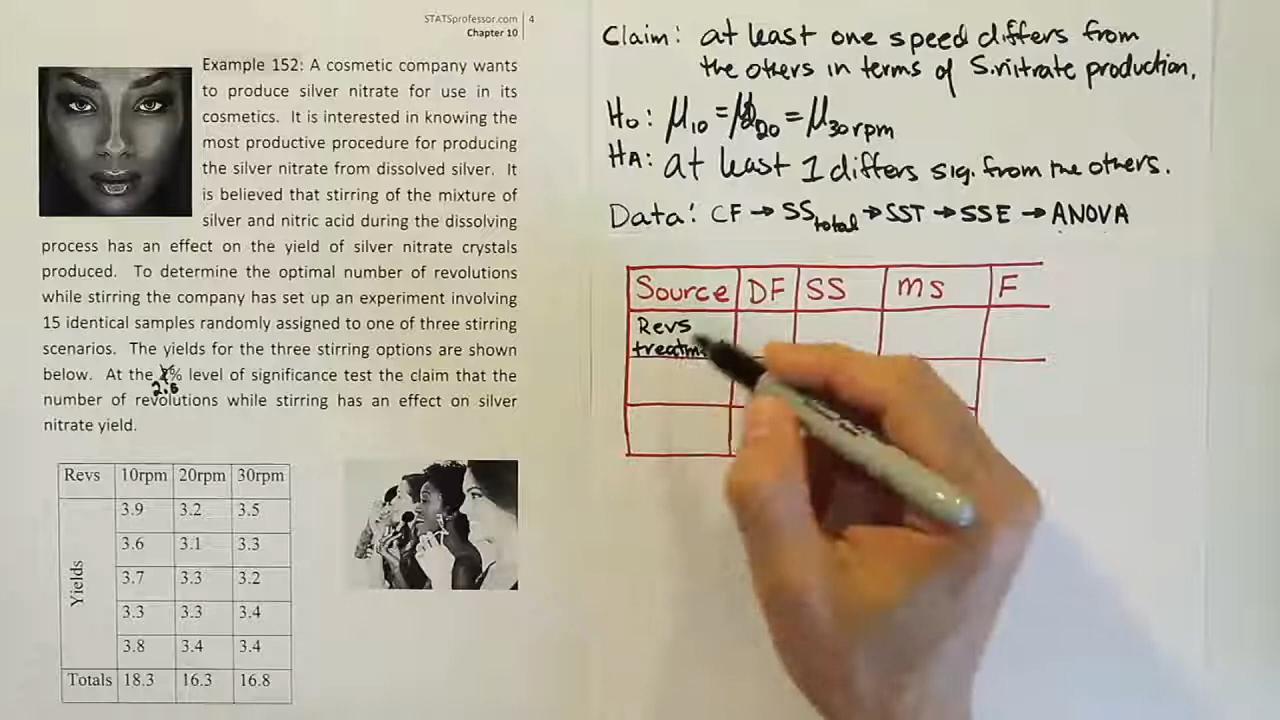 STATSprofessor.com | 4
Chapter 10
Example 152: A cosmetic company wants
to produce silver nitrate for use in its
cosmetics. It is interested in knowing the
most productive procedure for producing
the silver nitrate from dissolved silver. It
is believed that stirring of the mixture of
silver and nitric acid during the dissolving
process has an effect on the yield of silver nitrate crystals
produced. To determine the optimal number of revolutions
while stirring the company has set up an experiment involving
15 identical samples randomly assigned to one of three stirring
scenarios. The yields for the three stirring options are shown
below. At the % level of significance test the claim that the
2.5
number of revolutions while stirring has an effect on silver
nitrate yield.
Revs 10rpm 20rpm 30rpm
Yields
3.9 3.2 3.5
3.6 3.1 3.3
3.7 3.3 3.2
3.3 3.3 3.4
3.8 3.4 3.4
Totals 18.3 16.3 16.8
Claim: at least one speed differs from
the others in terms of S.nitrate production.
H₀: μ₁₀ = μ₂₀ = μ₃₀rpm
HA: at least 1 differs sig. from the others.
Data: CF → SStotal → SST → SSE → ANOVA
Source DF SS MS F
Revs